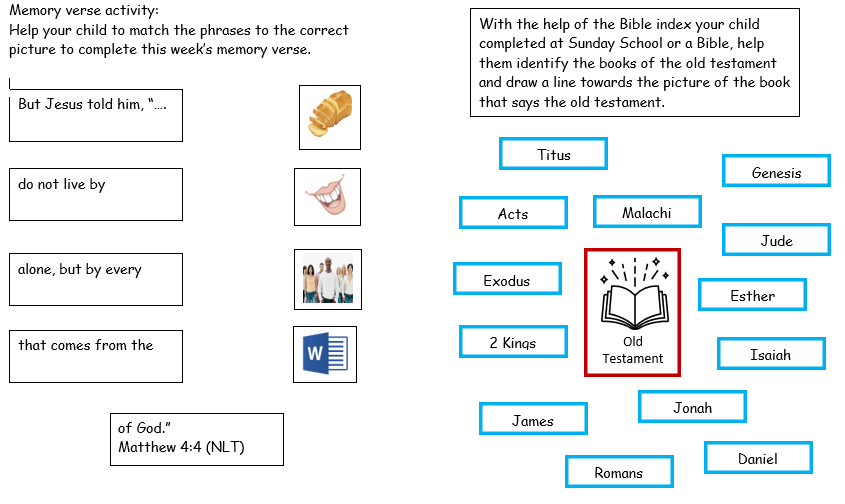 Memory verse activity:
Help your child to match the phrases to the correct
picture to complete this week's memory verse.
But Jesus told him, "….
do not live by
alone, but by every
that comes from the
W
of God."
Matthew 4:4 (NLT)
With the help of the Bible index your child
completed at Sunday School or a Bible, help
them identify the books of the old testament
and draw a line towards the picture of the book
that says the old testament.
Titus
Genesis
Acts
Malachi
Jude
Exodus
Esther
2 Kings
Old
Testament
Isaiah
James
Jonah
Romans
Daniel